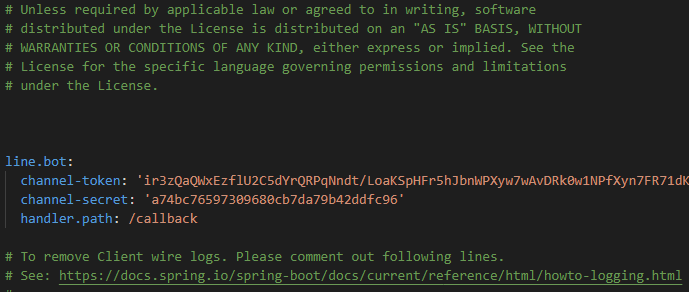 # Unless required by applicable law or agreed to in writing, software
# distributed under the License is distributed on an "AS IS" BASIS, WITHOUT
# WARRANTIES OR CONDITIONS OF ANY KIND, either express or implied. See the
# License for the specific language governing permissions and limitations
# under the License.
line.bot:
channel-token: 'ir3zQaQWxEzflU2C5dYrQRPqNndt/LoaKSpHFr5hJbnWPXyw7wAvDRk0w1NPfXyn7FR71dK
channel-secret: 'a74bc76597309680cb7da79b42ddfc96'
handler.path: /callback
# To remove Client wire logs. Please comment out following lines.
# See: https://docs.spring.io/spring-boot/docs/current/reference/html/howto-logging.html
#